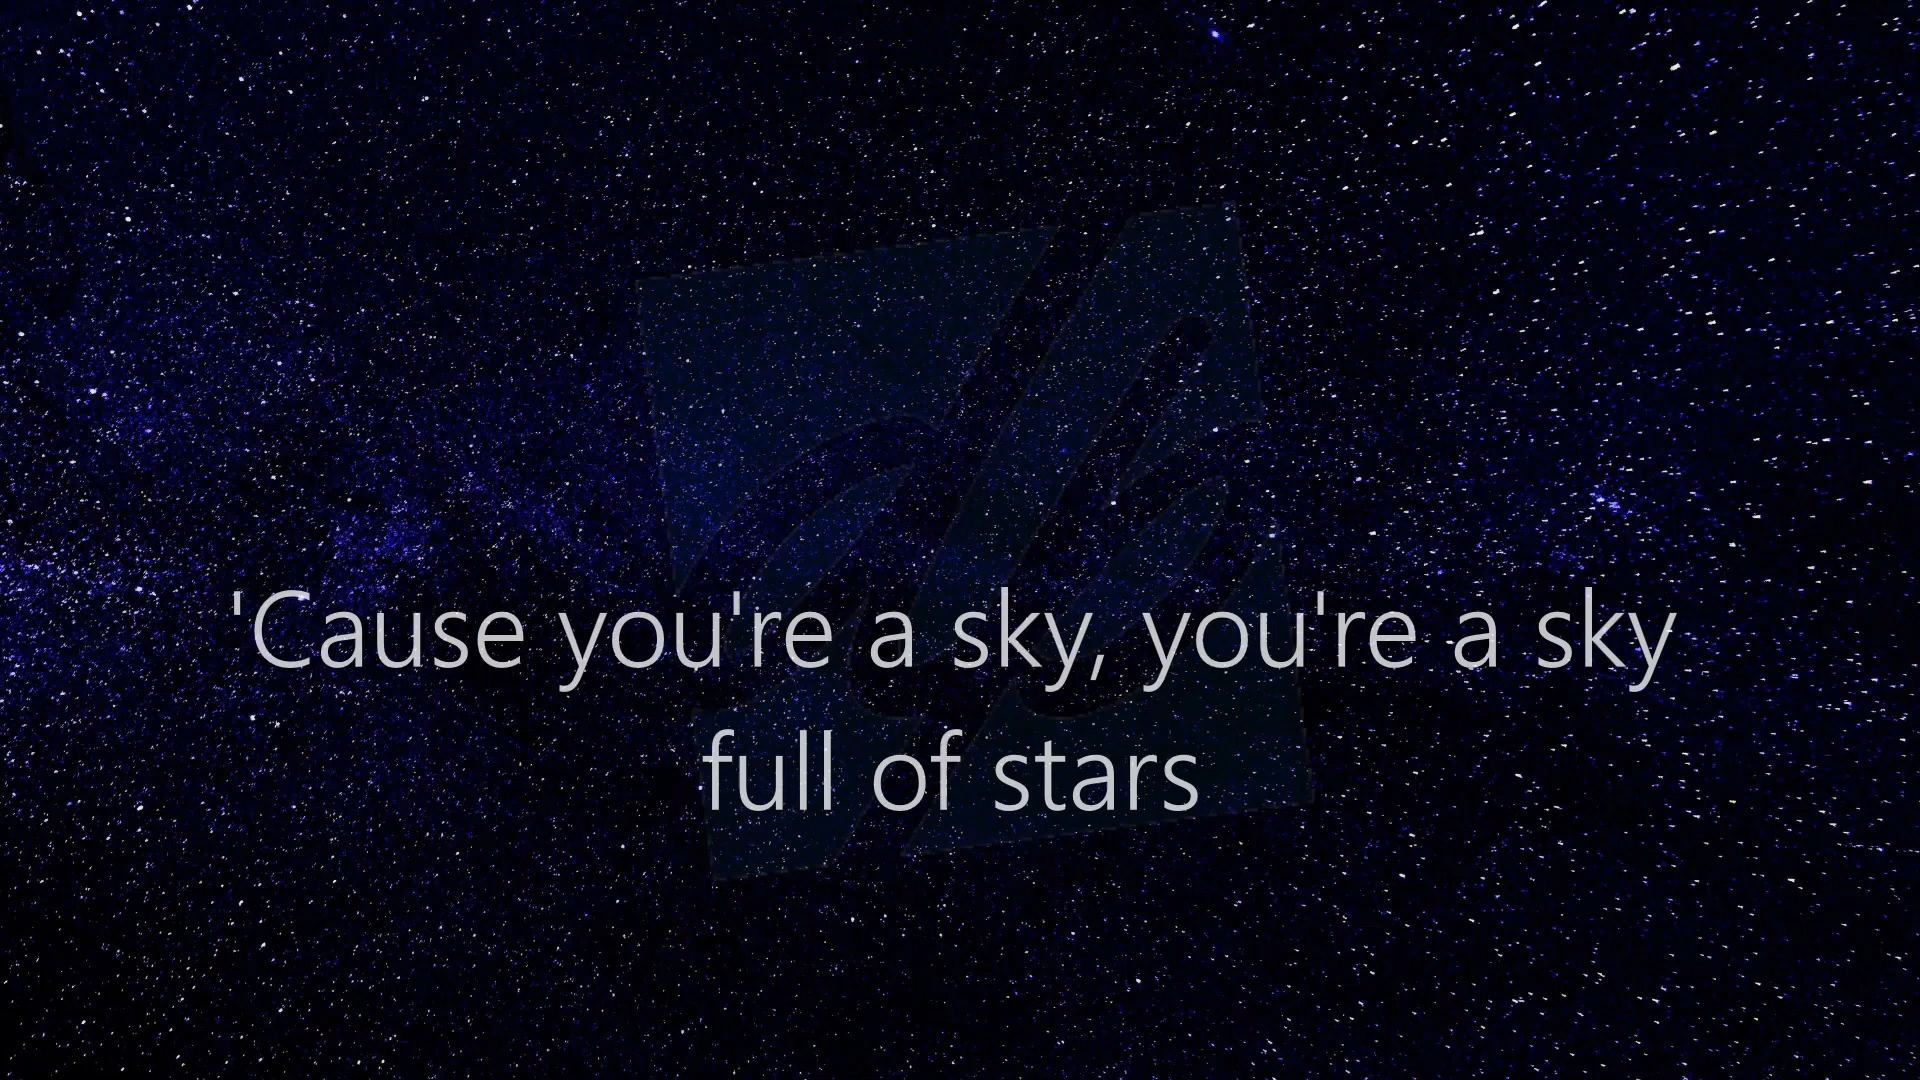 'Cause you're a sky, you're a sky
full of stars